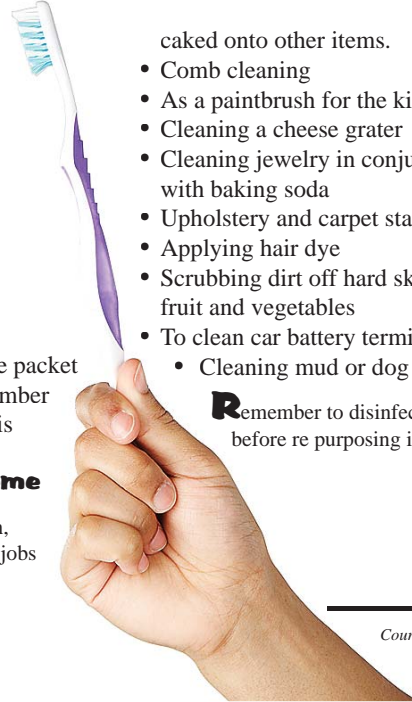 e packet
mber
is
me
n,
jobs
caked onto other items.
• Comb cleaning
• As a paintbrush for the ki
• Cleaning a cheese grater
• Cleaning jewelry in conju
with baking soda
• Upholstery and carpet sta
• Applying hair dye
• Scrubbing dirt off hard sk
fruit and vegetables
• To clean car battery termi
• Cleaning mud or dog
Remember to disinfec
before re purposing i
Cour